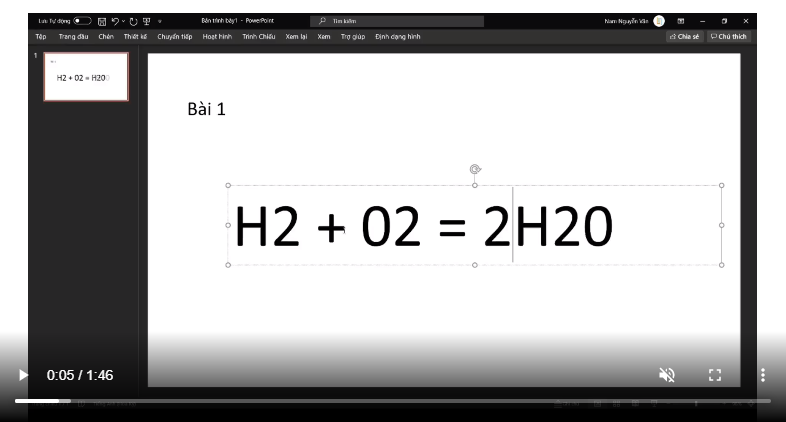 Lưu Tự động
Bản trình bày1 - PowerPoint
Tìm kiếm
Nam Nguyễn Văn
Tệp Trang đầu Chèn Thiết kế Chuyển tiếp Hoạt hình Trình Chiếu Xem lại Xem Trợ giúp Định dạng hình
Chia sẻ Chú thích
1
H2 + 02 = H20
Bài 1
H2 + 02 = 2H20
0:05 / 1:46